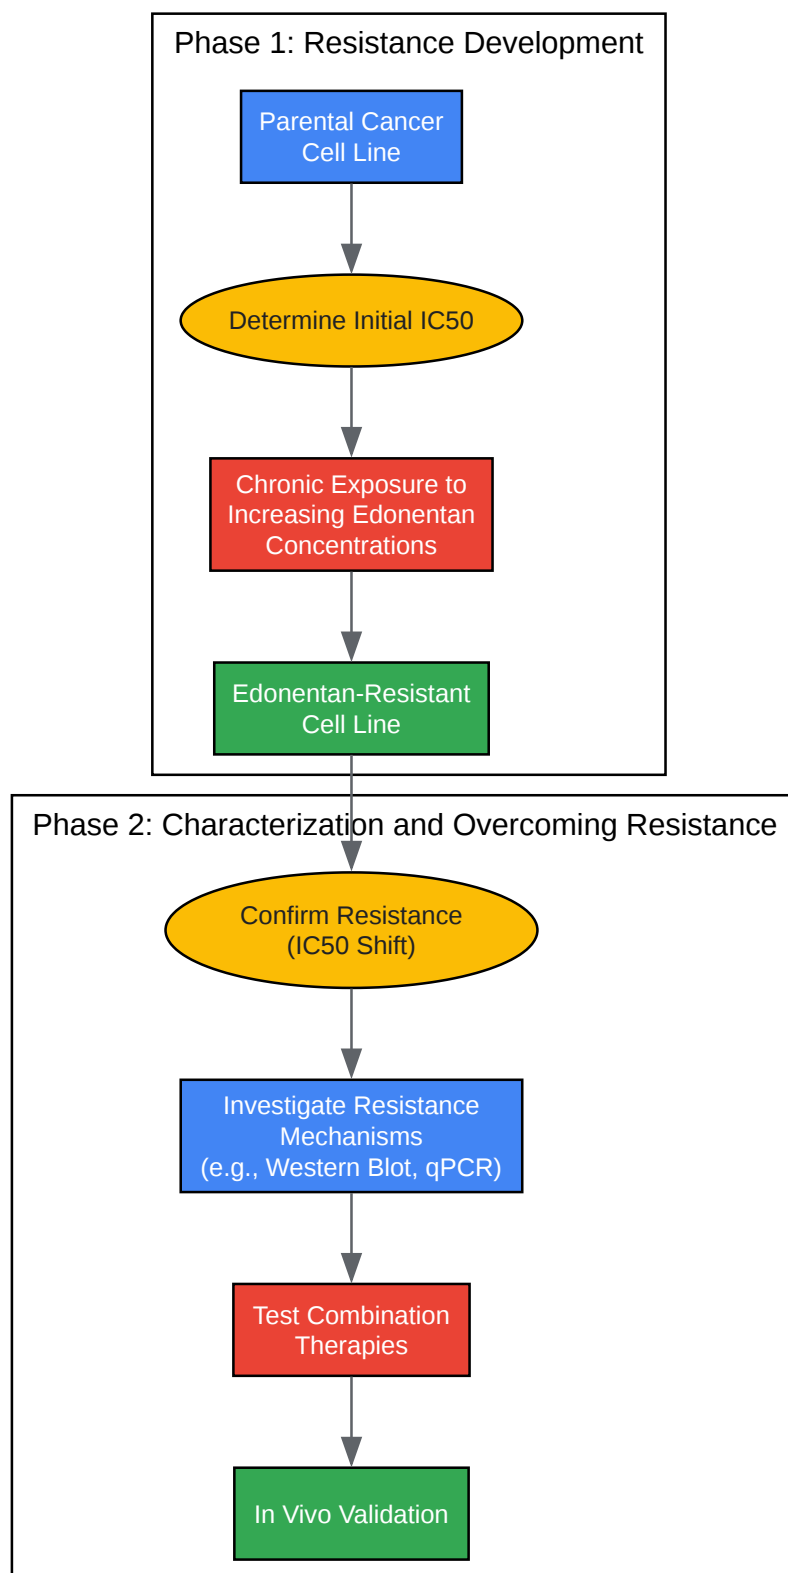 Phase 1: Resistance Development
Parental Cancer
Cell Line
Determine Initial IC50
Chronic Exposure to
Increasing Edonentan
Concentrations
Edonentan-Resistant
Cell Line
Phase 2: Characterization and Overcoming Resistance
Confirm Resistance
(IC50 Shift)
Investigate Resistance
Mechanisms
(e.g., Western Blot, qPCR)
Test Combination
Therapies
In Vivo Validation